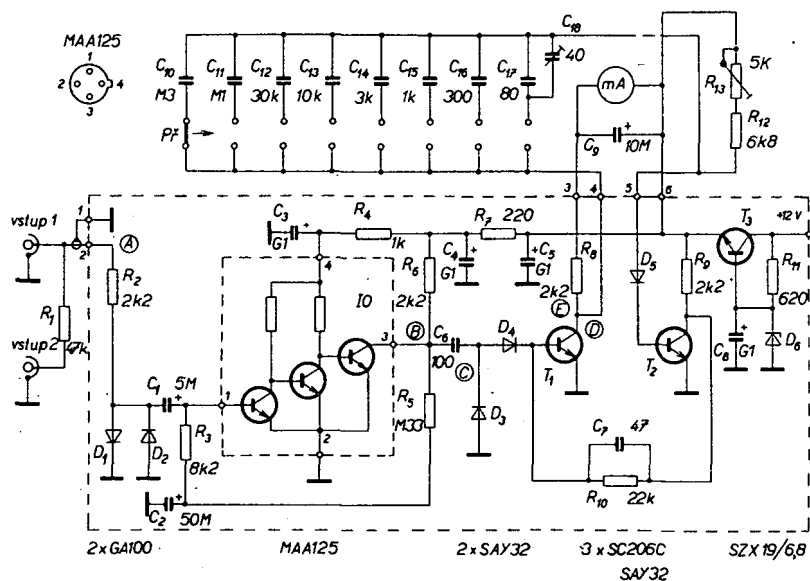 MAA125
1
2
4
3
C10
M3
C11
M1
C12
30k
C13
10k
C14
3k
C15
1k
C16
300
C17
80
C18
40
Př
mA
C9
10M
5K
R13
R12
6k8
3
4
5
6
vstup 1
1
2
A
R2
2k2
R1
47k
vstup 2
C3
G1
R4
1k
R7
220
C4
G1
C5
G1
R6
2k2
R8
2k2
D5
R9
2k2
T3
+12 V
R11
620
4
IO
3
B
C6
100
C
D4
E
D
T1
T2
C8
G1
D6
C1
5M
1
2
D1
D2
R3
8k2
R5
M33
D3
C7
47
R10
22k
C2
50M
2 x GA100
MAA125
2 x SAY32
3 x SC206C
SAY32
SZX 19/6,8